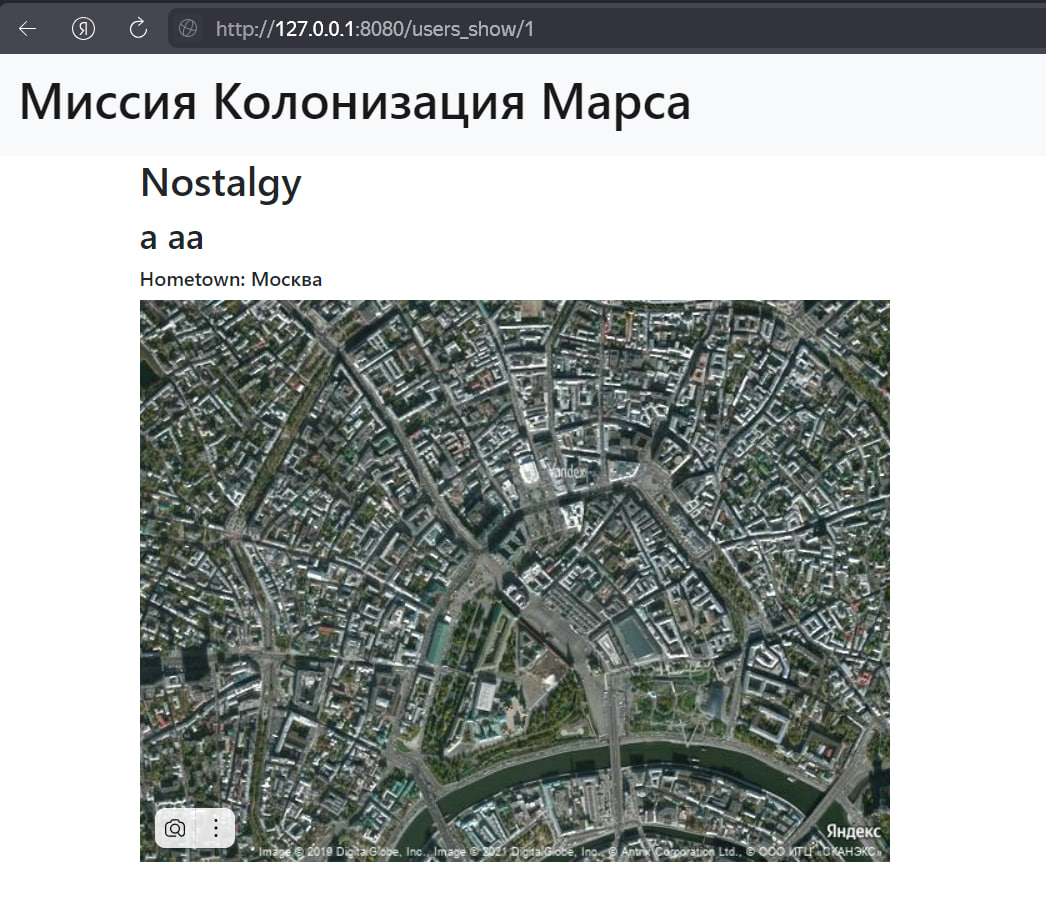 http://127.0.0.1:8080/users_show/1
Миссия Колонизация Марса
Nostalgy
a aa
Hometown: Москва
Yandex
Яндекс
Image © 2019 DigitalGlobe, Inc., Image © 2021 DigitalGlobe, Inc., © Antrix Corporation Ltd., © ООО ИТЦ «СКАНЭКС»